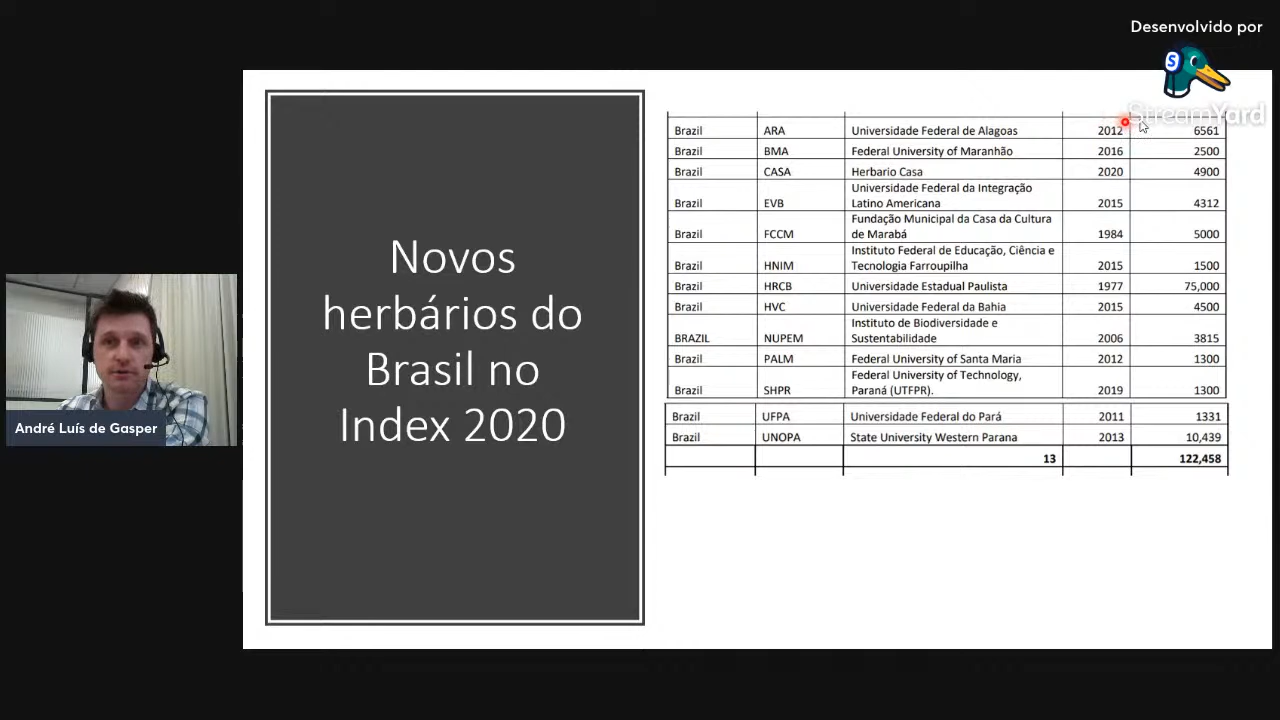 Desenvolvido por
S
StreamYard
Novos
herbários do
Brasil no
Index 2020
Brazil ARA Universidade Federal de Alagoas 2012 6561
Brazil BMA Federal University of Maranhão 2016 2500
Brazil CASA Herbario Casa 2020 4900
Universidade Federal da Integração
Brazil EVB Latino Americana 2015 4312
Fundação Municipal da Casa da Cultura
Brazil FCCM de Marabá 1984 5000
Instituto Federal de Educação, Ciência e
Brazil HNIM Tecnologia Farroupilha 2015 1500
Brazil HRCB Universidade Estadual Paulista 1977 75,000
Brazil HVC Universidade Federal da Bahia 2015 4500
Instituto de Biodiversidade e
BRAZIL NUPEM Sustentabilidade 2006 3815
Brazil PALM Federal University of Santa Maria 2012 1300
Federal University of Technology,
Brazil SHPR Paraná (UTFPR). 2019 1300
Brazil UFPA Universidade Federal do Pará 2011 1331
Brazil UNOPA State University Western Parana 2013 10,439
13 122,458
André Luís de Gasper